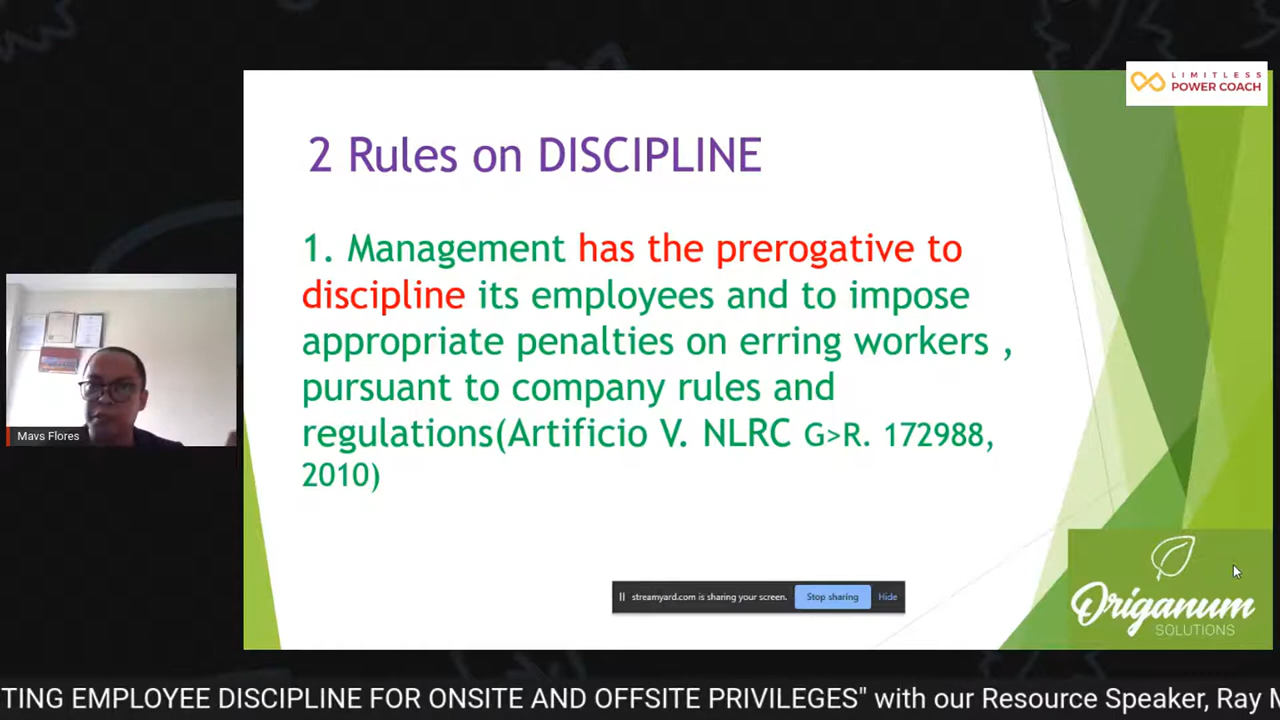 LIMITLESS
POWER COACH
2 Rules on DISCIPLINE
1. Management has the prerogative to
discipline its employees and to impose
appropriate penalties on erring workers ,
pursuant to company rules and
regulations(Artificio V. NLRC G>R. 172988,
2010)
Mavs Flores
streamyard.com is sharing your screen. Stop sharing Hide
Origanum
SOLUTIONS
TING EMPLOYEE DISCIPLINE FOR ONSITE AND OFFSITE PRIVILEGES" with our Resource Speaker, Ray M